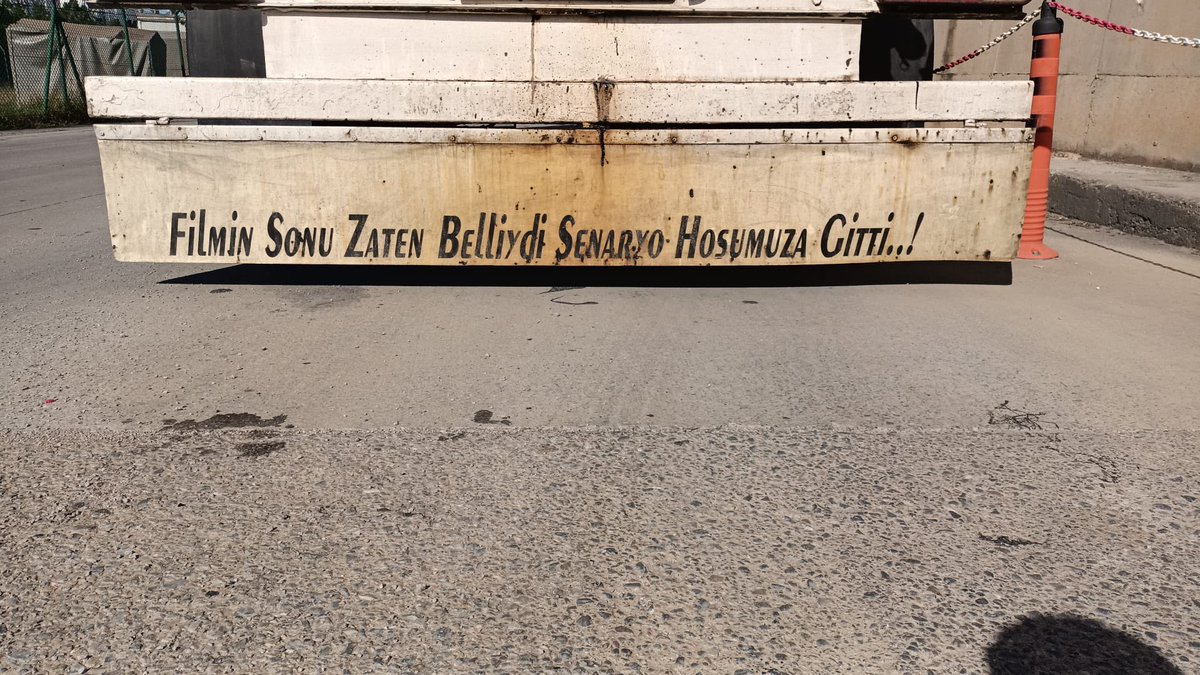 Filmin Sonu Zaten Belliydi Senaryo Hoşumuza Gitti..!